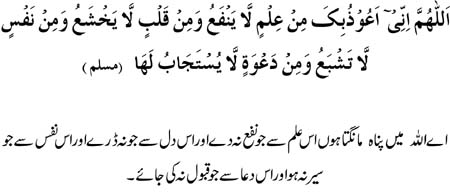 اَللّٰهُمَّ اِنِّیۤ اَعُوْذُبِکَ مِنْ عِلْمٍ لَّا یَنْفَعُ وَمِنْ قَلْبٍ لَّا یَخْشَعُ وَمِنْ نَفْسٍ
لَّا تَشْبَعُ وَمِنْ دَعْوَةٍ لَّا یُسْتَجَابُ لَهَا (مسلم)
اے اللہ میں پناہ مانگتا ہوں اس علم سے جو نفع نہ دے اور اس دل سے جو نہ ڈرے اور اس نفس سے جو
سیر نہ ہو اور اس دعا سے جو قبول نہ کی جائے۔